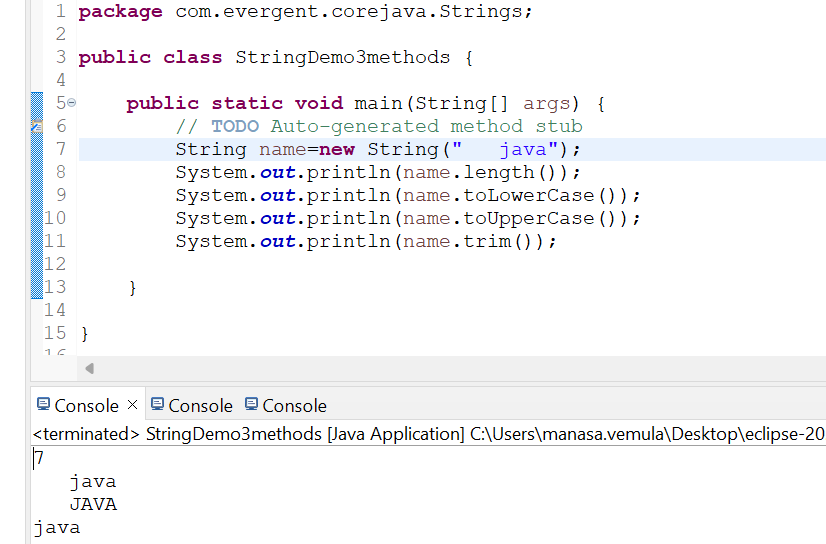 1 package com.evergent.corejava.Strings;
2
3 public class StringDemo3methods {
4
5     public static void main(String[] args) {
6         // TODO Auto-generated method stub
7         String name=new String("   java");
8         System.out.println(name.length());
9         System.out.println(name.toLowerCase());
10         System.out.println(name.toUpperCase());
11         System.out.println(name.trim());
12
13     }
14
15 }
16
Console Console Console
<terminated> StringDemo3methods [Java Application] C:\Users\manasa.vemula\Desktop\eclipse-20
7
   java
   JAVA
java